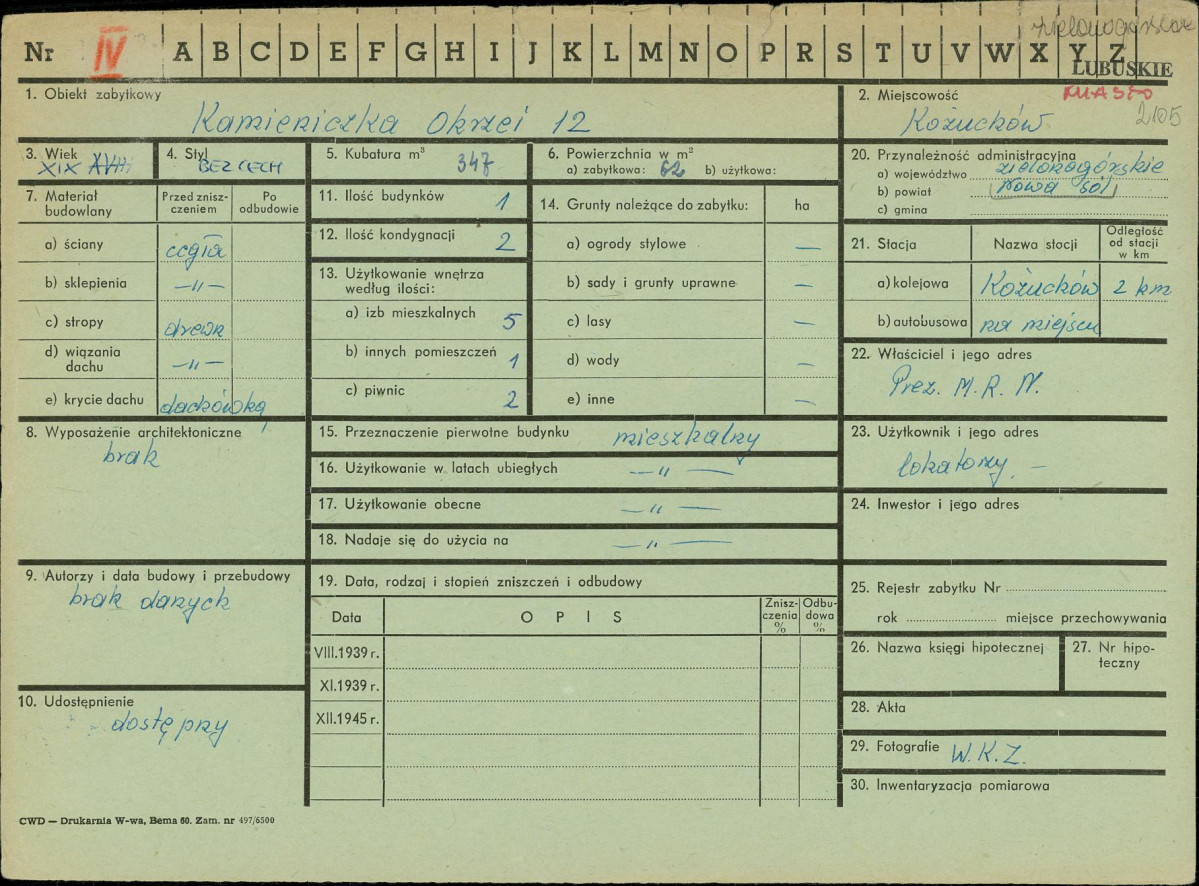 zielonogórskie
Nr IV A B C D E F G H I J K L M N O P R S T U V W X Y Z
LUBUSKIE
1. Obiekt zabytkowy
Kamieniczka Okrzei 12
2. Miejscowość MIASTO
Kożuchów 2105
3. Wiek
XIX XVIII
4. Styl
BEZ CECH
5. Kubatura m³ 347
6. Powierzchnia w m²
a) zabytkowa: 62 b) użytkowa:
20. Przynależność administracyjna
a) województwo zielonogórskie
b) powiat (Nowa Sól)
c) gmina
7. Materiał budowlany
Przed zniszczeniem
Po odbudowie
a) ściany cegła
b) sklepienia —„—
c) stropy drewn
d) wiązania dachu —„—
e) krycie dachu dachówka
11. Ilość budynków 1
12. Ilość kondygnacji 2
13. Użytkowanie wnętrza
według ilości:
a) izb mieszkalnych 5
b) innych pomieszczeń 1
c) piwnic 2
14. Grunty należące do zabytku: ha
a) ogrody stylowe —
b) sady i grunty uprawne —
c) lasy —
d) wody —
e) inne —
21. Stacja
Nazwa stacji
Odległość od stacji w km
a) kolejowa Kożuchów 2 km
b) autobusowa na miejscu
22. Właściciel i jego adres
Prez. M. R. N.
8. Wyposażenie architektoniczne
brak
15. Przeznaczenie pierwotne budynku mieszkalny
16. Użytkowanie w latach ubiegłych —„—
17. Użytkowanie obecne —„—
18. Nadaje się do użycia na —„—
23. Użytkownik i jego adres
lokatorzy. —
24. Inwestor i jego adres
9. Autorzy i data budowy i przebudowy
brak danych
19. Data, rodzaj i stopień zniszczeń i odbudowy
Data
O P I S
Zniszczenia %
Odbudowa %
VIII.1939 r.
XI.1939 r.
XII.1945 r.
25. Rejestr zabytku Nr
rok miejsce przechowywania
26. Nazwa księgi hipotecznej
27. Nr hipoteczny
10. Udostępnienie
dostępny
28. Akta
29. Fotografie W.K.Z.
30. Inwentaryzacja pomiarowa
CWD — Drukarnia W-wa, Bema 60. Zam. nr 497/6500